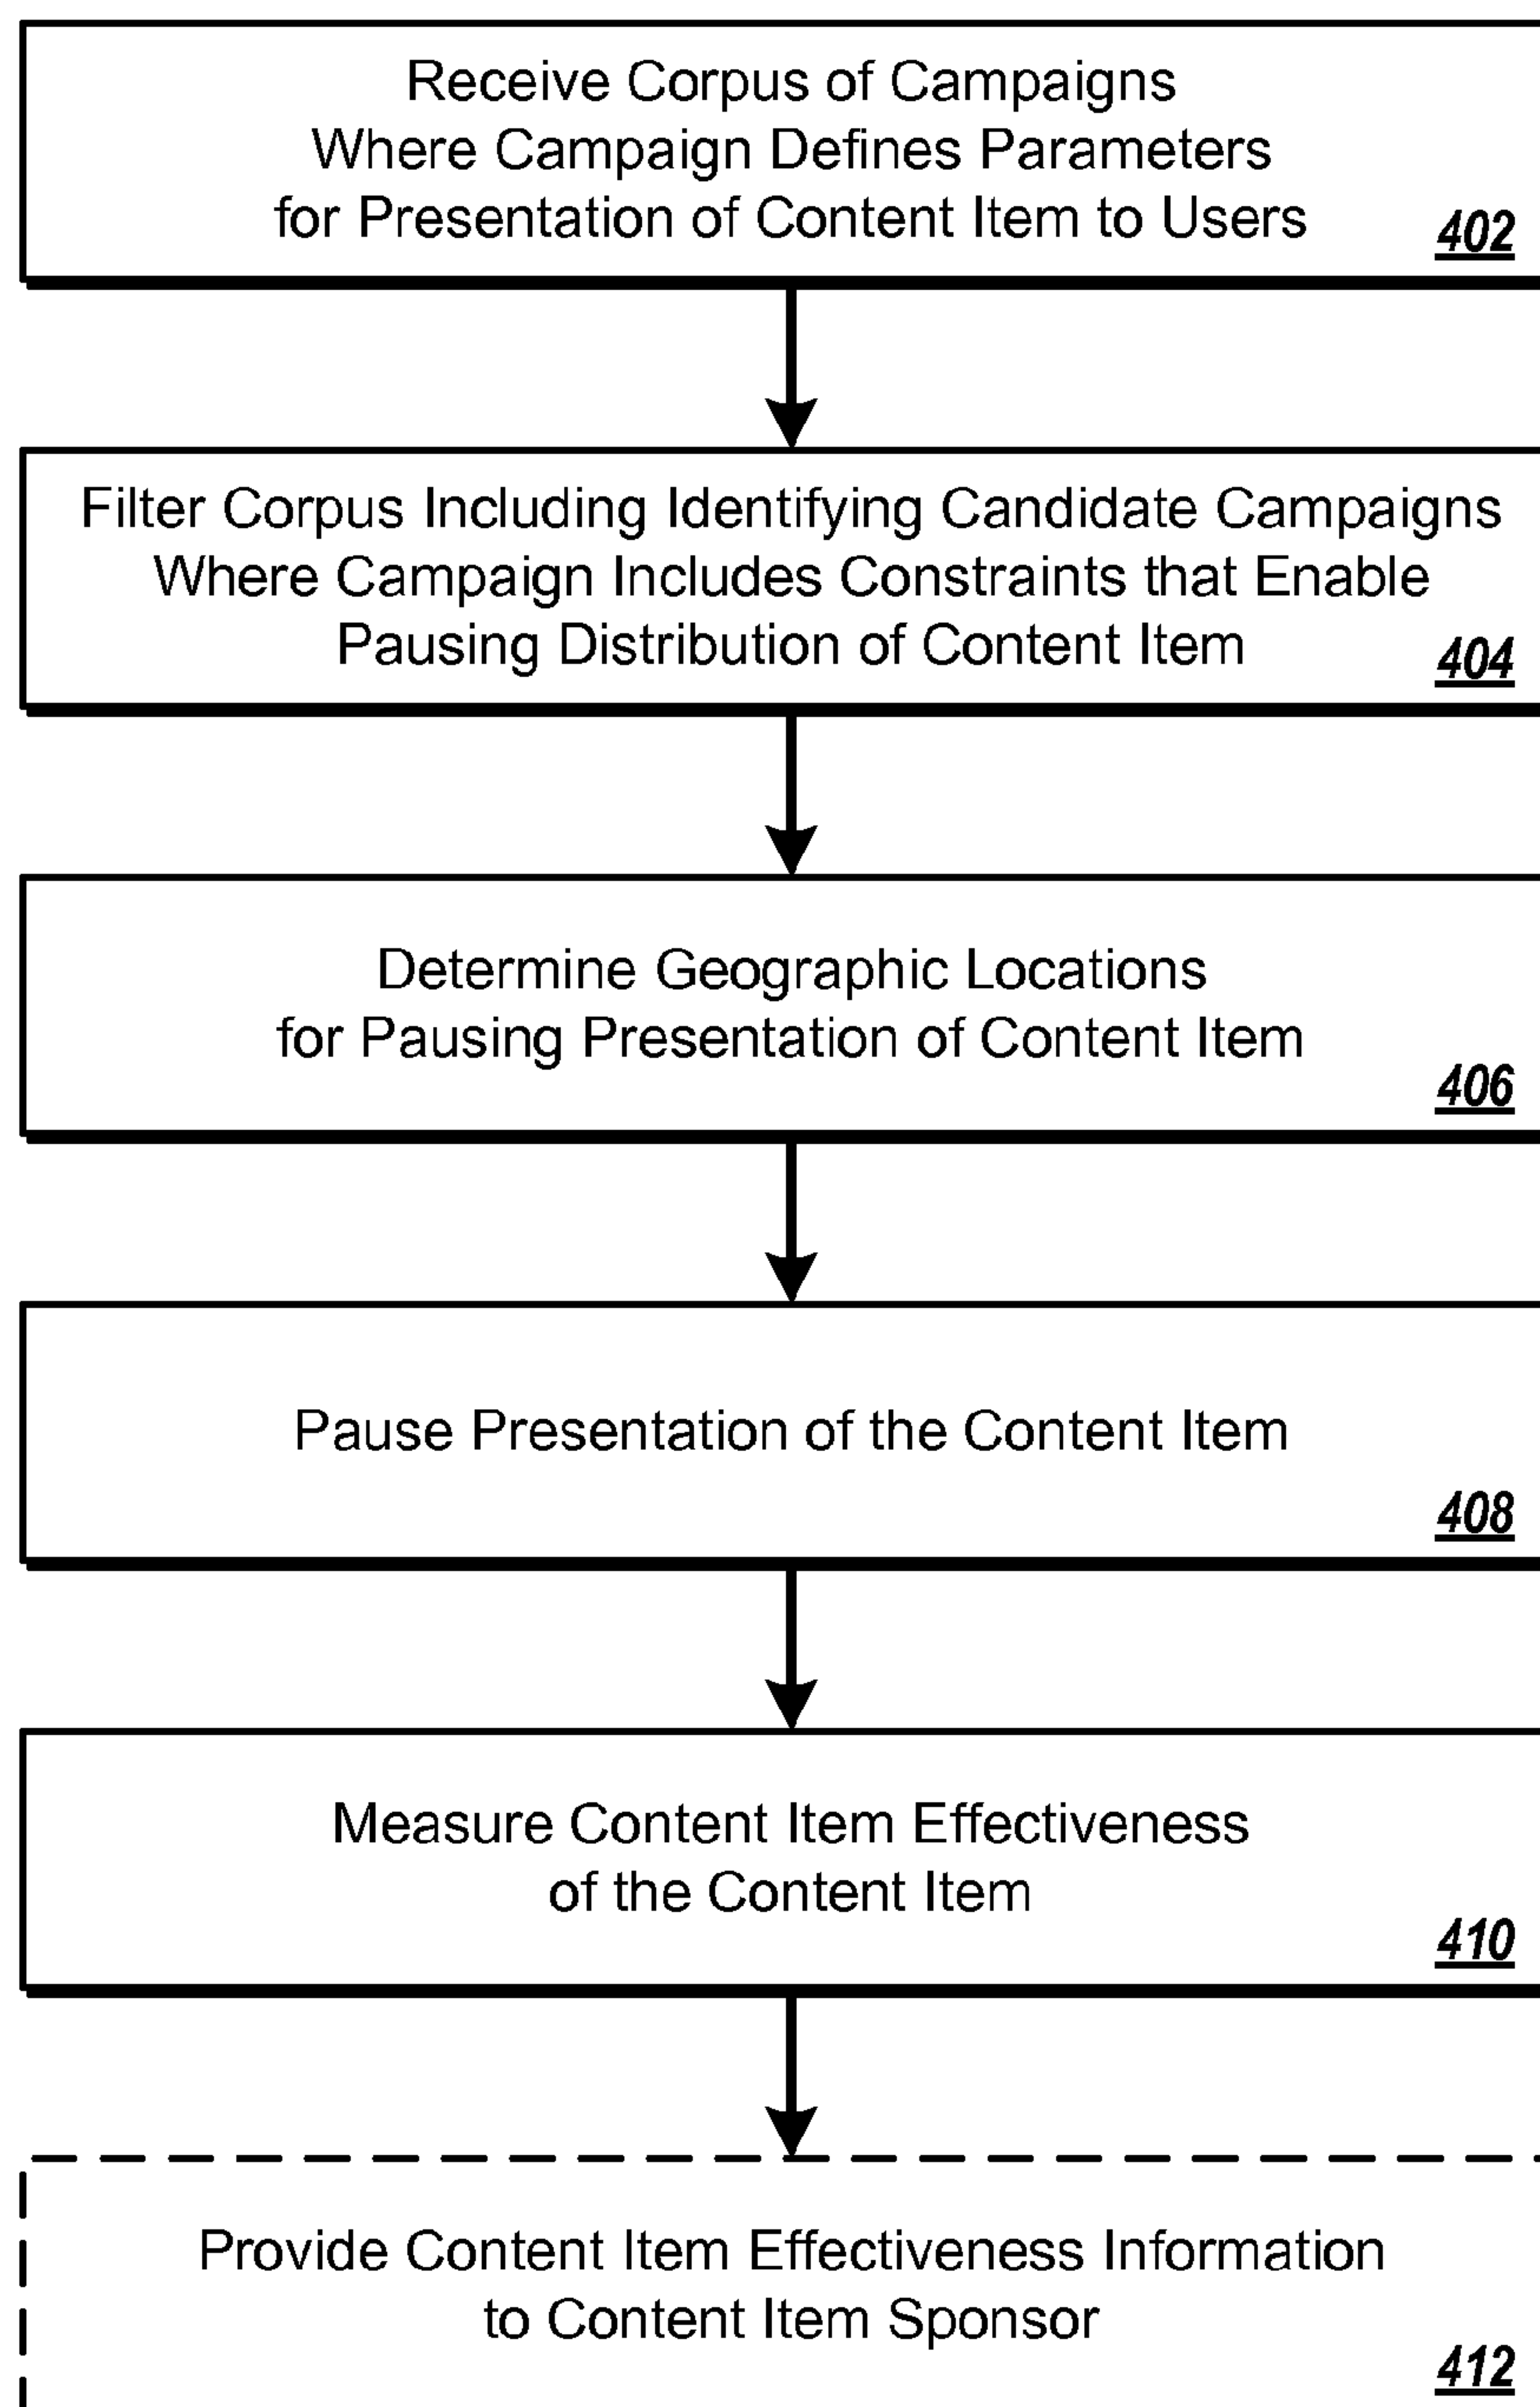 Receive Corpus of Campaigns
Where Campaign Defines Parameters
for Presentation of Content Item to Users
402
Filter Corpus Including Identifying Candidate Campaigns
Where Campaign Includes Constraints that Enable
Pausing Distribution of Content Item
404
Determine Geographic Locations
for Pausing Presentation of Content Item
406
Pause Presentation of the Content Item
408
Measure Content Item Effectiveness
of the Content Item
410
Provide Content Item Effectiveness Information
to Content Item Sponsor
412